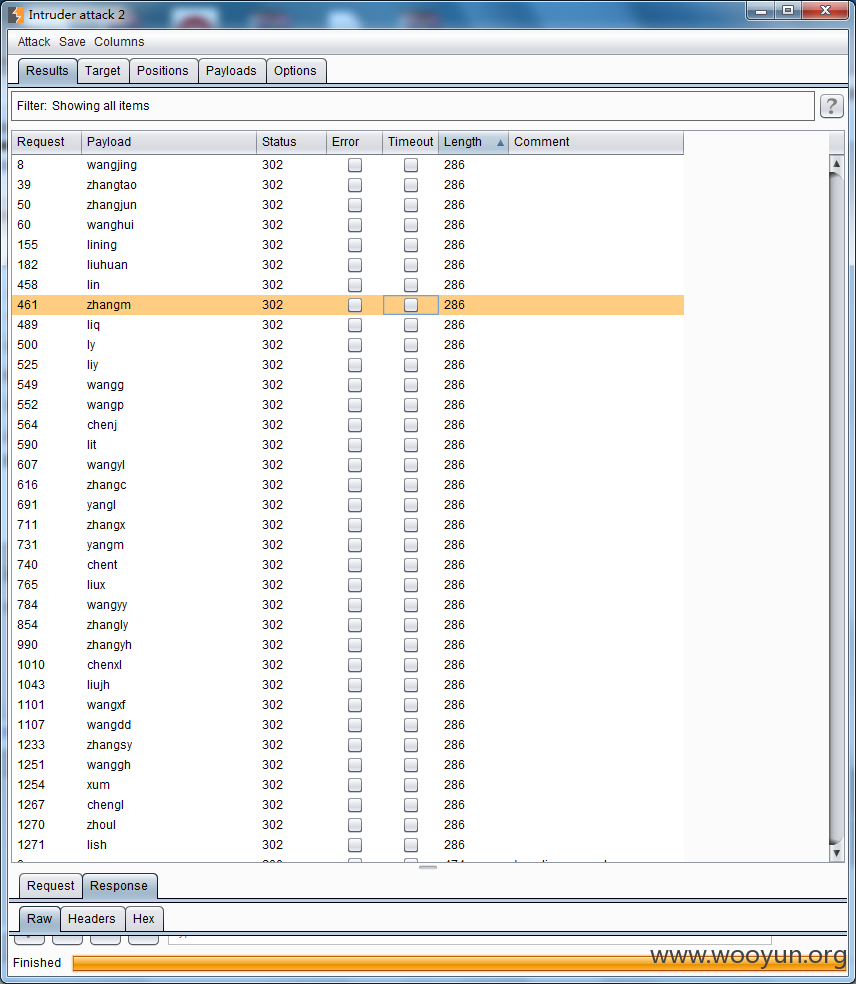 Intruder attack 2
Attack Save Columns
Results Target Positions Payloads Options
Filter: Showing all items ?
Request Payload Status Error Timeout Length Comment
8 wangjing 302 286
39 zhangtao 302 286
50 zhangjun 302 286
60 wanghui 302 286
155 lining 302 286
182 liuhuan 302 286
458 lin 302 286
461 zhangm 302 286
489 liq 302 286
500 ly 302 286
525 liy 302 286
549 wangg 302 286
552 wangp 302 286
564 chenj 302 286
590 lit 302 286
607 wangyl 302 286
616 zhangc 302 286
691 yangl 302 286
711 zhangx 302 286
731 yangm 302 286
740 chent 302 286
765 liux 302 286
784 wangyy 302 286
854 zhangly 302 286
990 zhangyh 302 286
1010 chenxl 302 286
1043 liujh 302 286
1101 wangxf 302 286
1107 wangdd 302 286
1233 zhangsy 302 286
1251 wanggh 302 286
1254 xum 302 286
1267 chengl 302 286
1270 zhoul 302 286
1271 lish 302 286
Request Response
Raw Headers Hex
Finished
www.wooyun.org